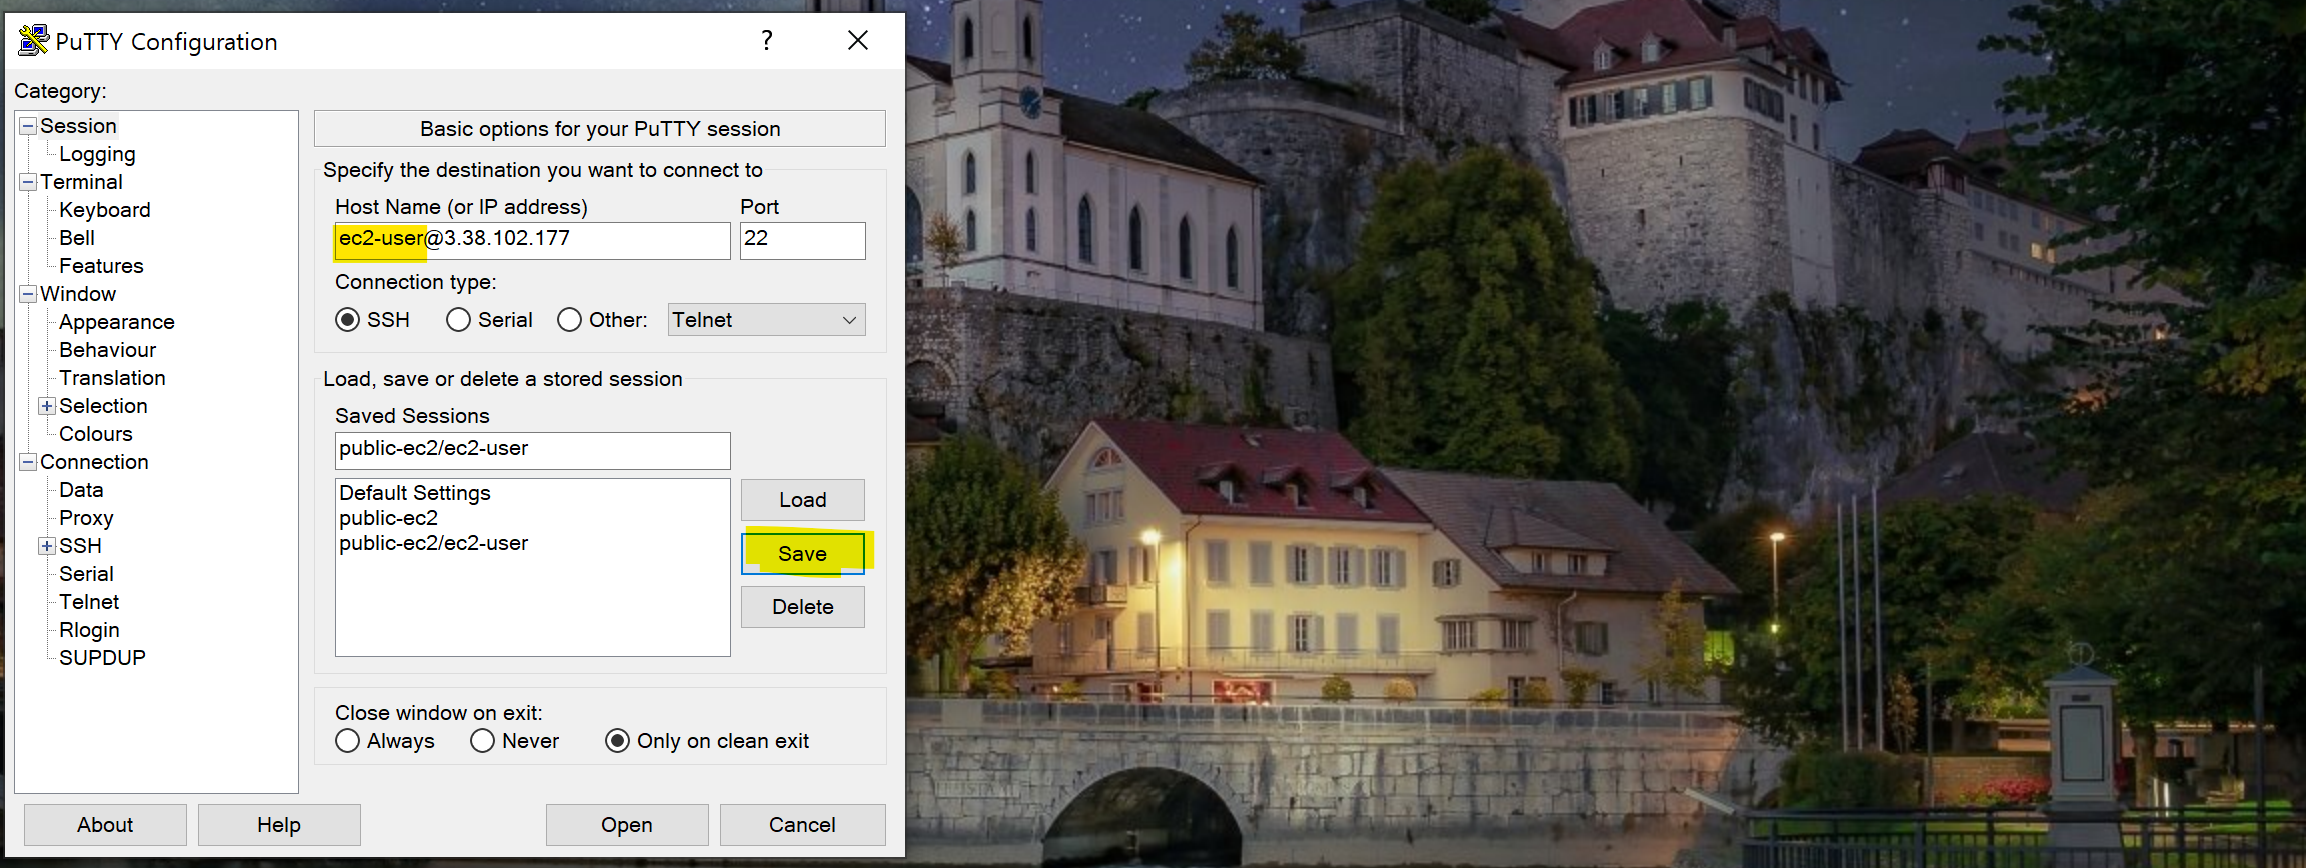 PuTTY Configuration
?
Category:
Session
Logging
Terminal
Keyboard
Bell
Features
Window
Appearance
Behaviour
Translation
Selection
Colours
Connection
Data
Proxy
SSH
Serial
Telnet
Rlogin
SUPDUP
Basic options for your PuTTY session
Specify the destination you want to connect to
Host Name (or IP address) Port
ec2-user@3.38.102.177 22
Connection type:
SSH Serial Other: Telnet
Load, save or delete a stored session
Saved Sessions
public-ec2/ec2-user
Default Settings
public-ec2
public-ec2/ec2-user
Load
Save
Delete
Close window on exit:
Always Never Only on clean exit
About Help Open Cancel